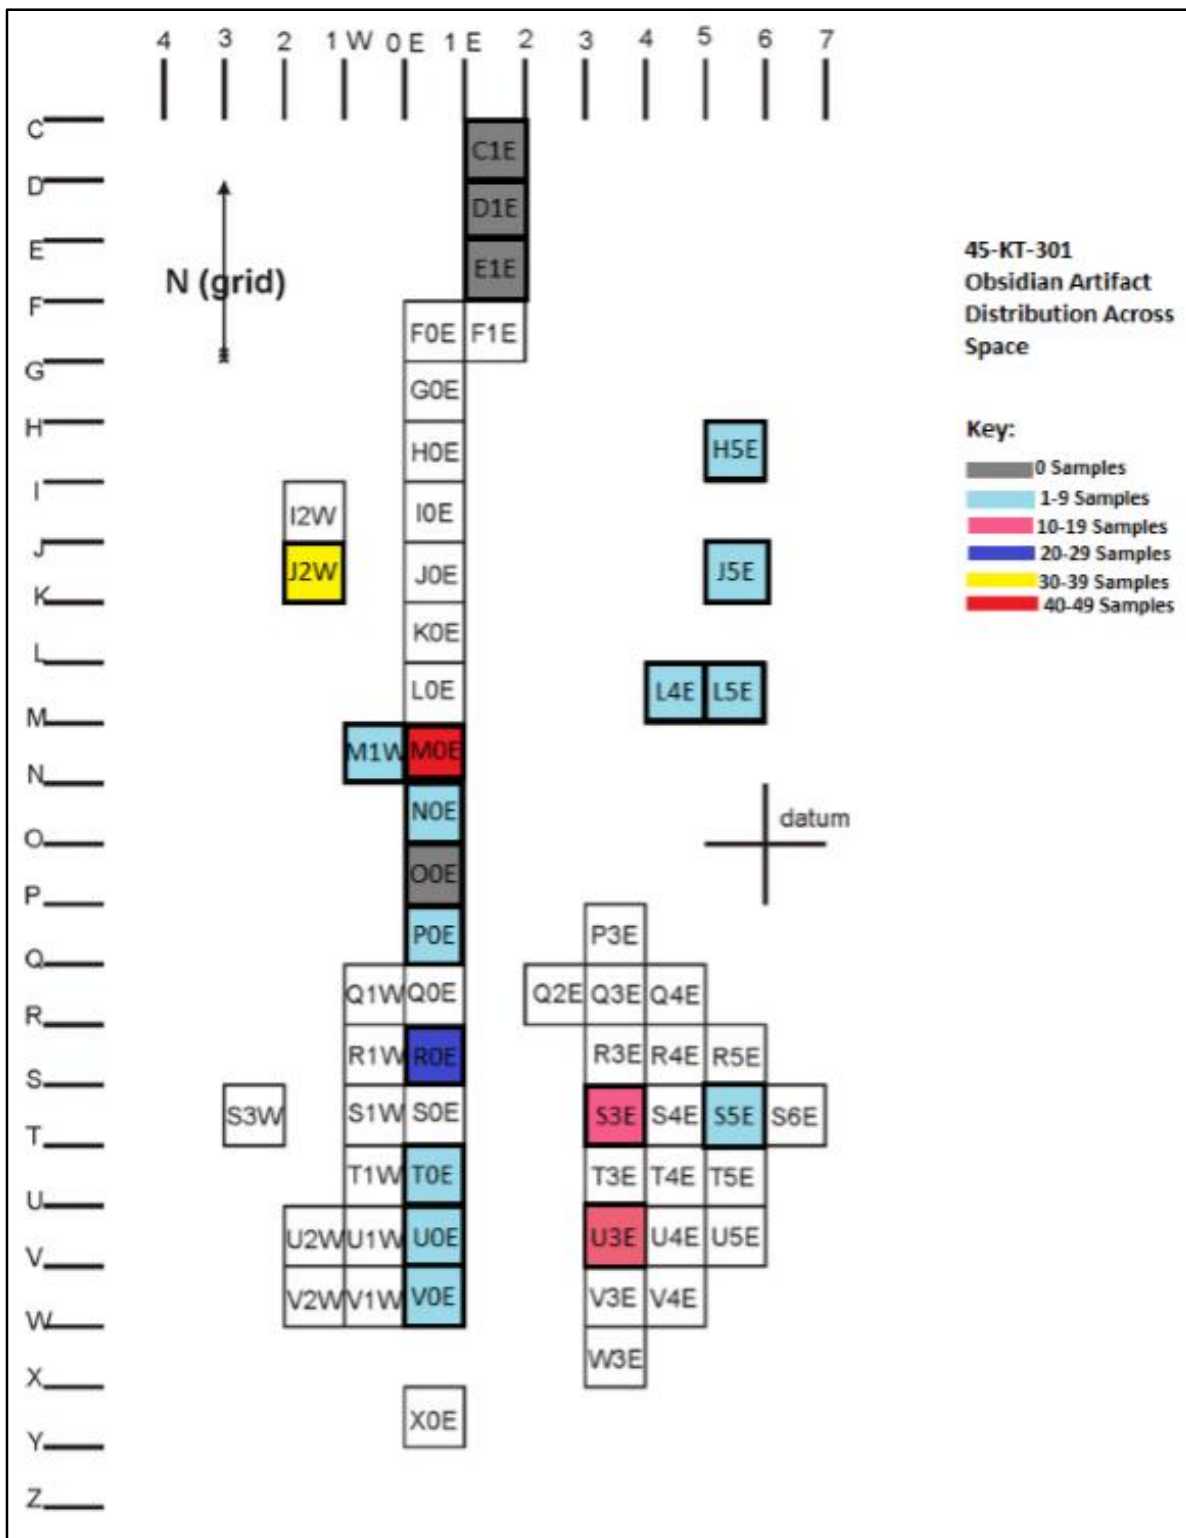 4 3 2 1 W 0 E 1 E 2 3 4 5 6 7
C
C1E
D
D1E
E
E1E
N (grid)
F
F0E F1E
G
G0E
H
H0E H5E
I
I2W I0E
J
J2W J0E J5E
K
K0E
L
L0E L4E L5E
M
M1W M0E
N
N0E
datum
O
O0E
P
P0E P3E
Q
Q1W Q0E Q2E Q3E Q4E
R
R1W R0E R3E R4E R5E
S
S3W S1W S0E S3E S4E S5E S6E
T
T1W T0E T3E T4E T5E
U
U2W U1W U0E U3E U4E U5E
V
V2W V1W V0E V3E V4E
W
W3E
X
X0E
Y
Z
45-KT-301
Obsidian Artifact
Distribution Across
Space
Key:
0 Samples
1-9 Samples
10-19 Samples
20-29 Samples
30-39 Samples
40-49 Samples